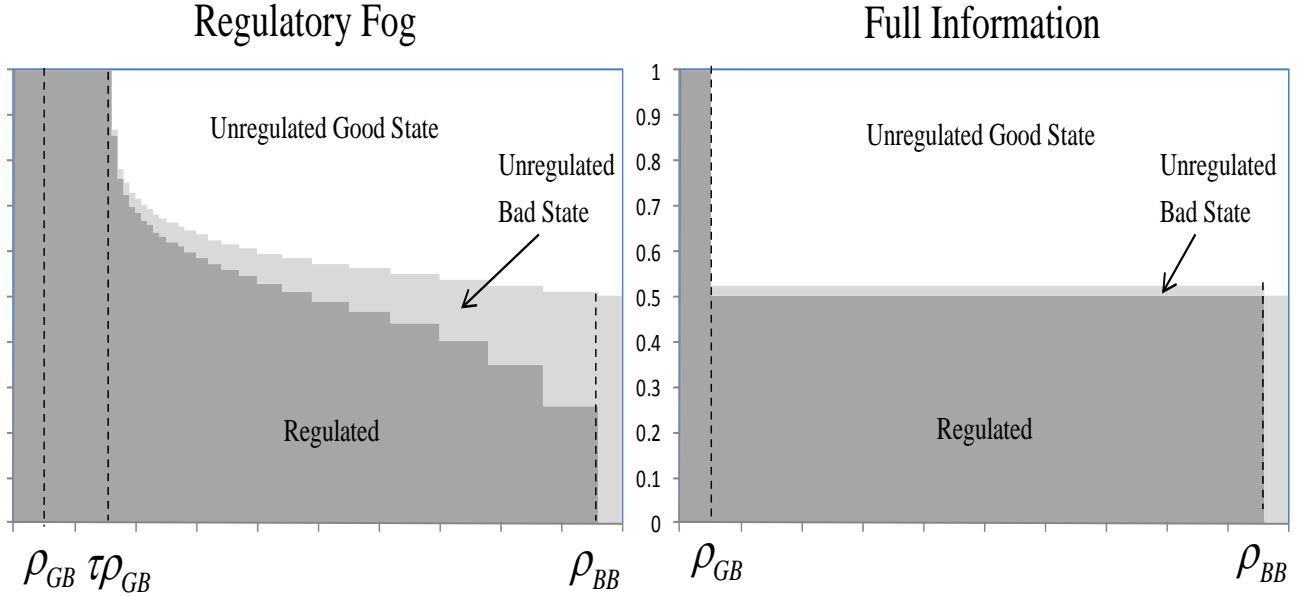 Regulatory Fog
Full Information
Unregulated Good State
Unregulated
Bad State
Regulated
ρGB τρGB ρBB
1
0.9
0.8
0.7
0.6
0.5
0.4
0.3
0.2
0.1
0
Unregulated Good State
Unregulated
Bad State
Regulated
ρGB ρBB